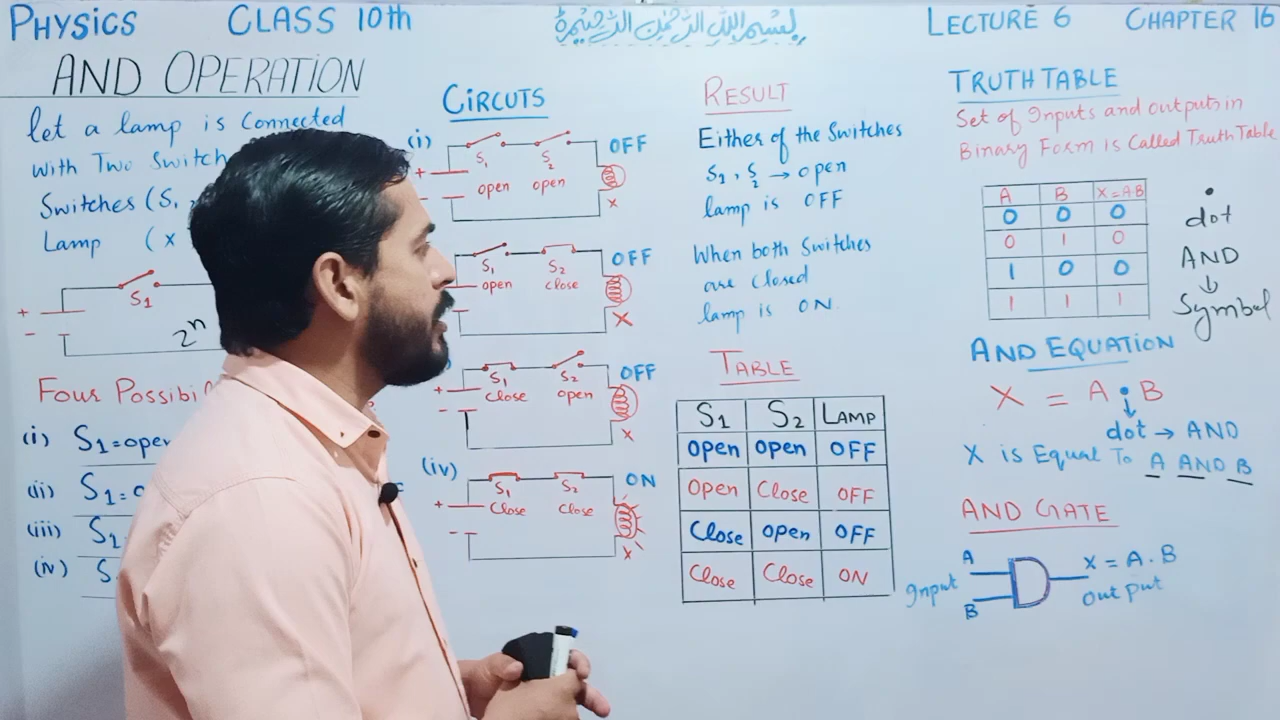 PHYSICS CLASS 10th
بسم اللہ الرحمن الرحیم
LECTURE 6 CHAPTER 16
AND OPERATION
let a lamp is Connected
With Two Switch
Switches (S,
Lamp (x
S1
+
-
2^n
Four Possibi
(i) S1=open
(ii) S1=
(iii) S1
(iv) S
CIRCUTS
(i) OFF
+ S1 S2
- open open
x
OFF
S1 S2
open close
x
OFF
+ S1 S2
- Close open
x
(iv) ON
+ S1 S2
- Close Close
x
RESULT
Either of the Switches
S1, S2 → open
lamp is OFF
When both Switches
are Closed
lamp is ON.
TABLE
S1 S2 LAMP
open open OFF
Open Close OFF
Close open OFF
Close Close ON
TRUTH TABLE
Set of Inputs and outputs in
Binary Form is Called Truth Table
A B X=A·B
0 0 0
0 1 0
1 0 0
1 1 1
•
dot
AND
↓
Symbol
AND EQUATION
X = A • B
↓
dot → AND
X is Equal To A AND B
AND GATE
A
Input
B
X = A . B
output